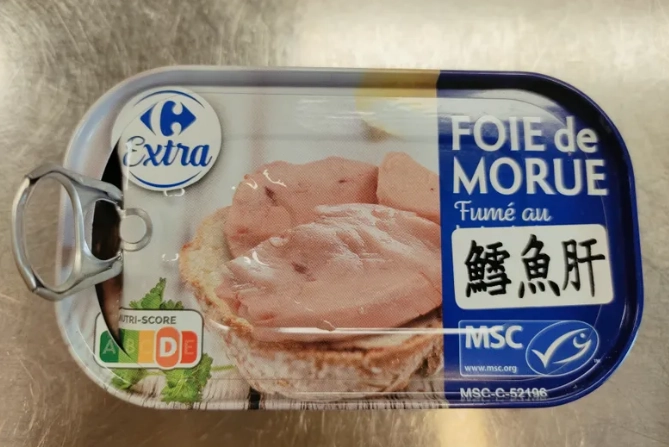 Extra
FOIE de
MORUE
Fumé au
鱈魚肝
NUTRI-SCORE
A B C D E
MSC
www.msc.org
MSC-C-52196